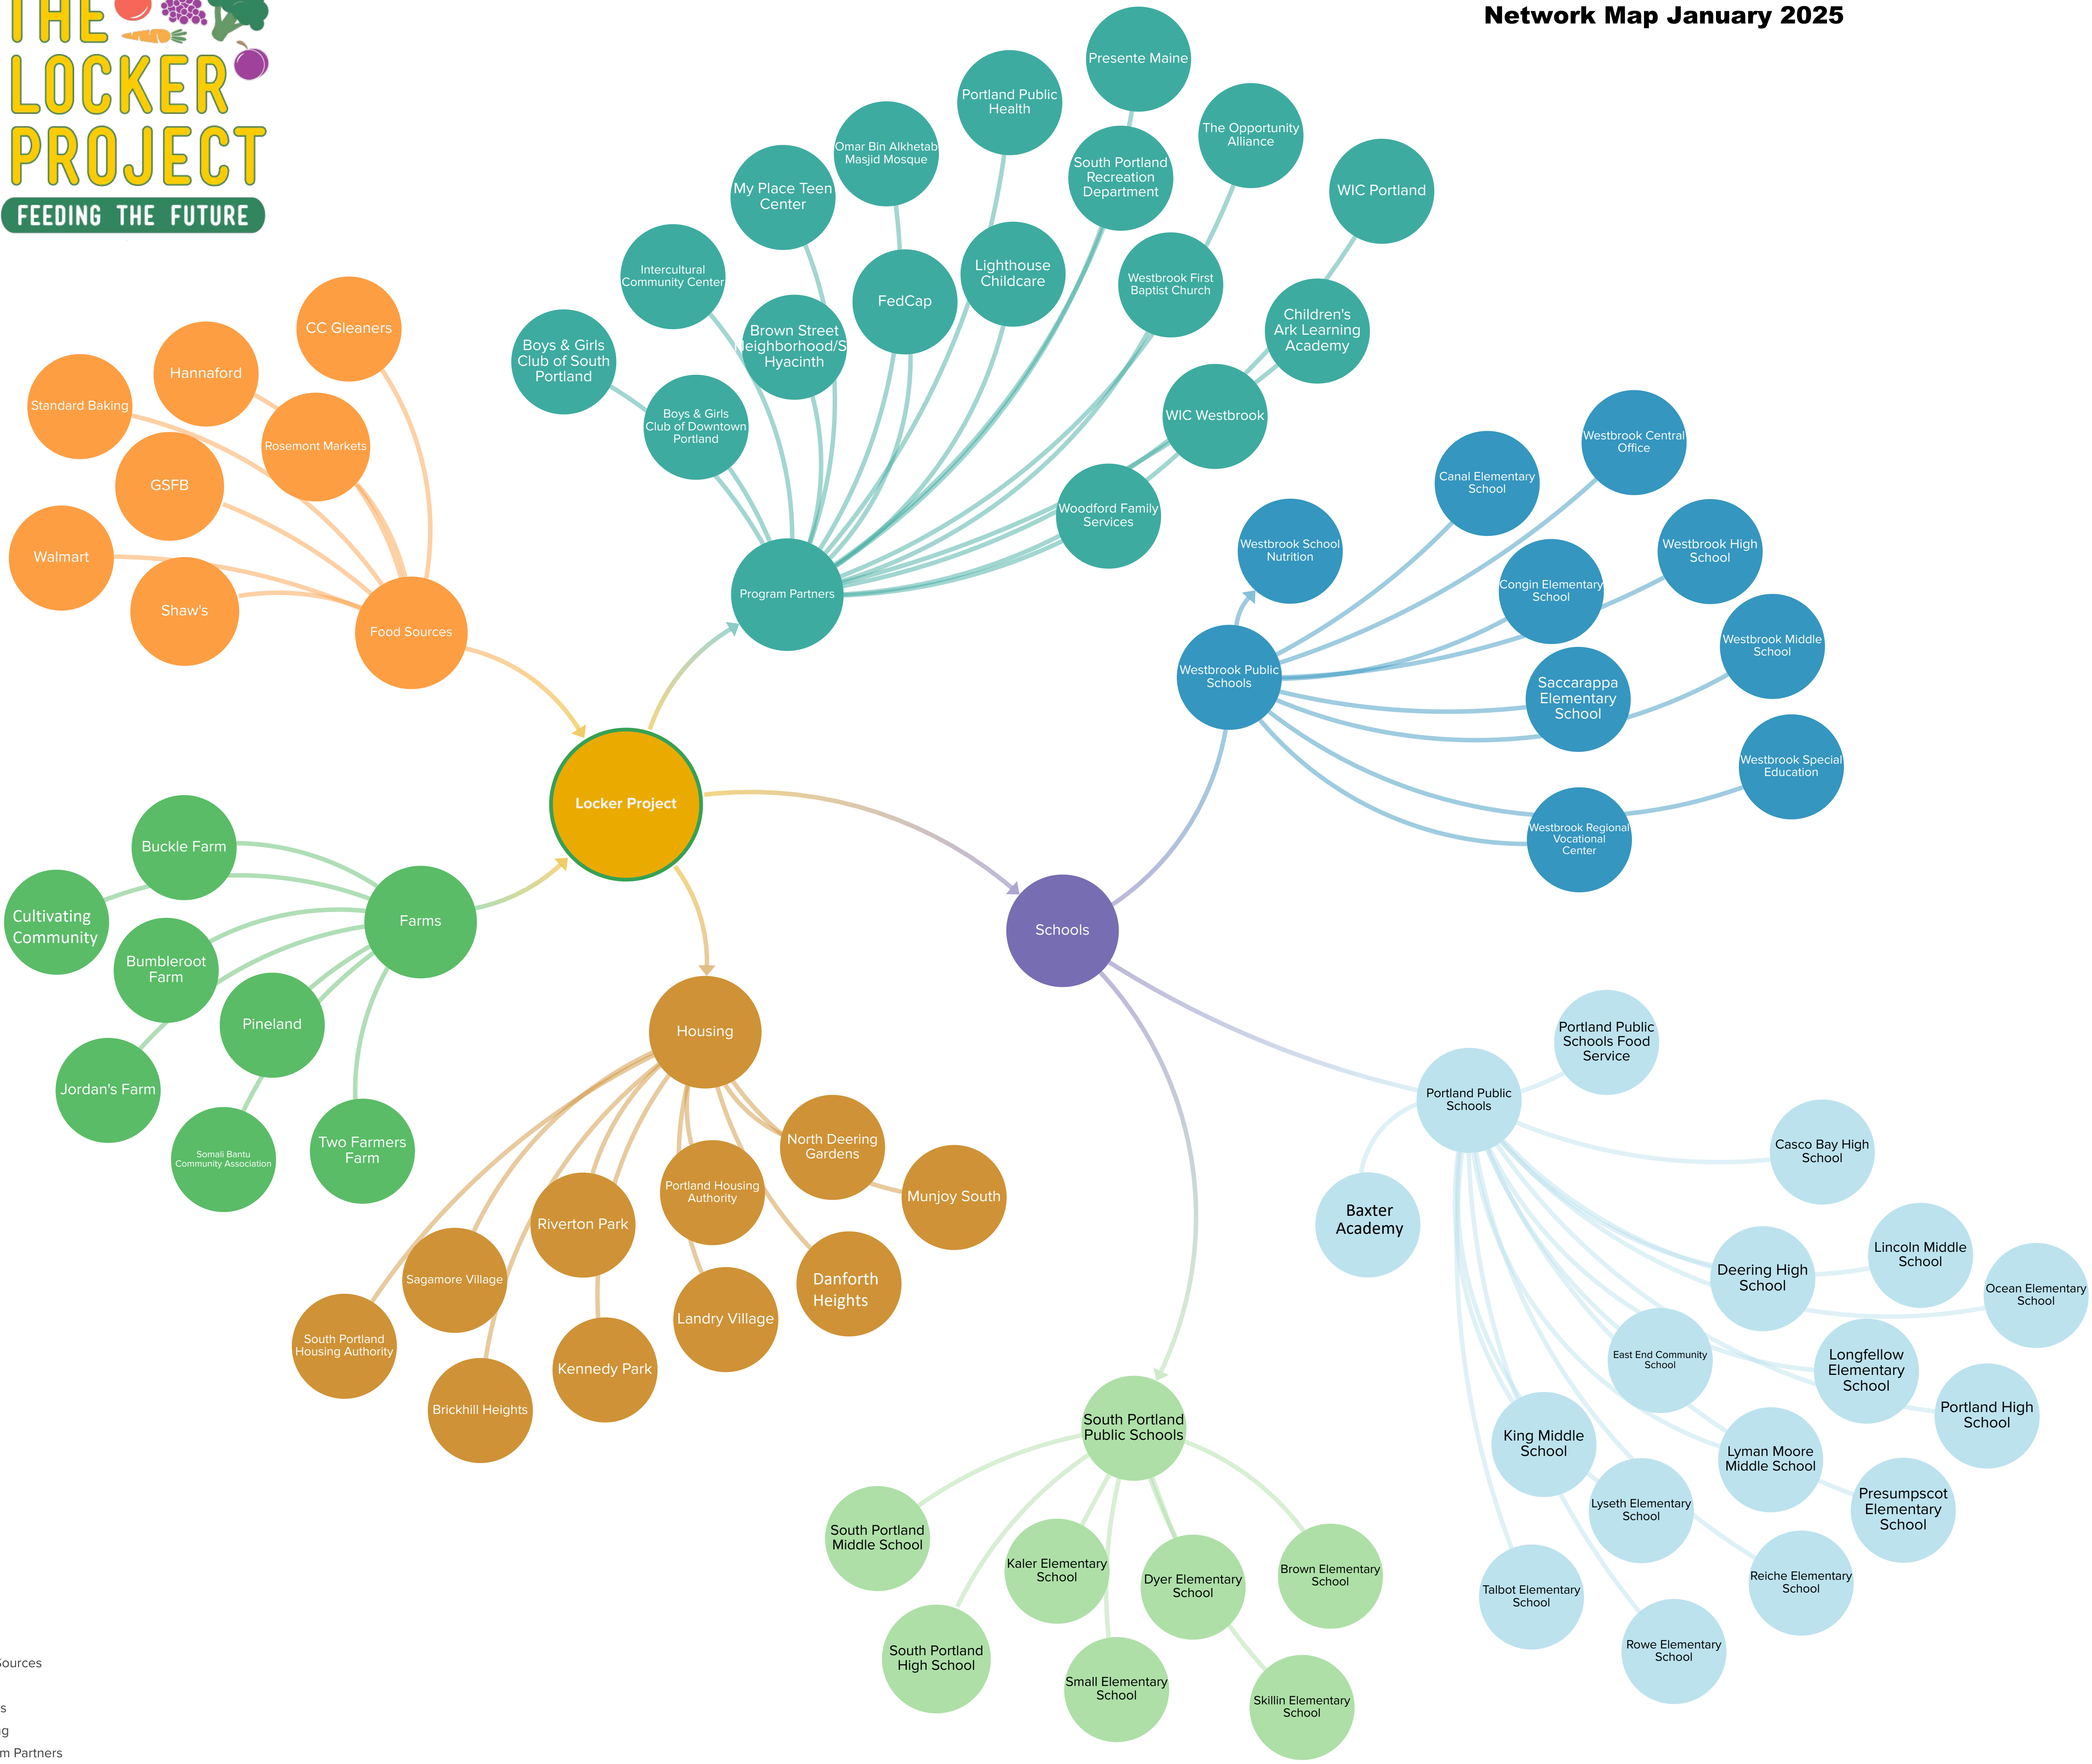 THE
LOCKER
PROJECT
FEEDING THE FUTURE
Network Map January 2025
Presente Maine
Portland Public
Health
The Opportunity
Alliance
Omar Bin Alkhetab
Masjid Mosque
South Portland
Recreation
Department
WIC Portland
My Place Teen
Center
Intercultural
Community Center
Lighthouse
Childcare
Westbrook First
Baptist Church
FedCap
Children's
Ark Learning
Academy
Brown Street
Neighborhood/S
Hyacinth
Boys & Girls
Club of South
Portland
Boys & Girls
Club of Downtown
Portland
WIC Westbrook
Woodford Family
Services
Program Partners
CC Gleaners
Hannaford
Standard Baking
Rosemont Markets
GSFB
Walmart
Shaw's
Food Sources
Westbrook Central
Office
Canal Elementary
School
Westbrook School
Nutrition
Westbrook High
School
Congin Elementary
School
Westbrook Middle
School
Westbrook Public
Schools
Saccarappa
Elementary
School
Westbrook Special
Education
Westbrook Regional
Vocational
Center
Locker Project
Buckle Farm
Cultivating
Community
Farms
Bumbleroot
Farm
Pineland
Jordan's Farm
Somali Bantu
Community Association
Two Farmers
Farm
Schools
Housing
North Deering
Gardens
Munjoy South
Portland Housing
Authority
Riverton Park
Sagamore Village
Danforth
Heights
Landry Village
South Portland
Housing Authority
Kennedy Park
Brickhill Heights
Portland Public
Schools Food
Service
Portland Public
Schools
Casco Bay High
School
Baxter
Academy
Lincoln Middle
School
Deering High
School
Ocean Elementary
School
East End Community
School
Longfellow
Elementary
School
Portland High
School
King Middle
School
Lyman Moore
Middle School
Lyseth Elementary
School
Presumpscot
Elementary
School
Reiche Elementary
School
Talbot Elementary
School
Rowe Elementary
School
South Portland
Public Schools
South Portland
Middle School
Kaler Elementary
School
Dyer Elementary
School
Brown Elementary
School
South Portland
High School
Small Elementary
School
Skillin Elementary
School
Sources
s
ng
m Partners